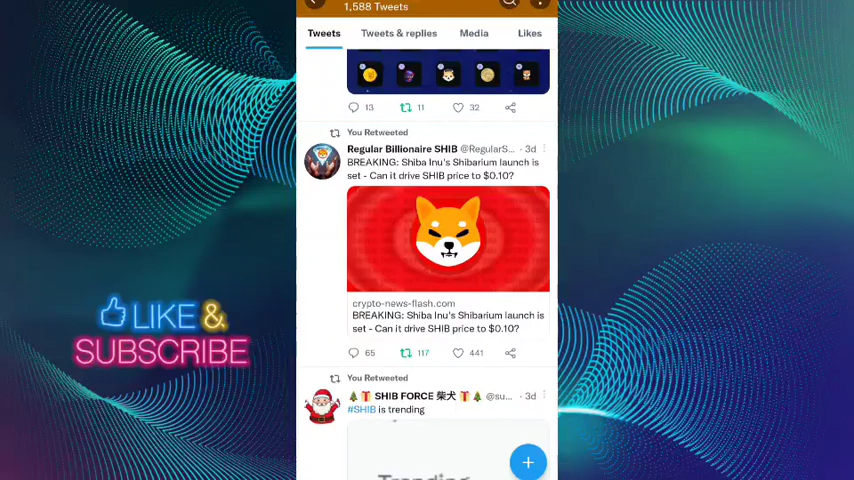 1,588 Tweets
Tweets Tweets & replies Media Likes
13 11 32
You Retweeted
Regular Billionaire SHIB @RegularS... · 3d
BREAKING: Shiba Inu's Shibarium launch is
set - Can it drive SHIB price to $0.10?
crypto-news-flash.com
BREAKING: Shiba Inu's Shibarium launch is
set - Can it drive SHIB price to $0.10?
65 117 441
You Retweeted
🎄🎁 SHIB FORCE 柴犬 🎁🎄 @su... · 3d
#SHIB is trending
Trending
LIKE &
SUBSCRIBE